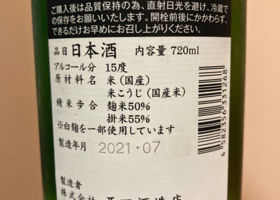 ご購入後は品質保持の為、直射日光を避け、冷蔵
での保存をお願い致します。開栓前後にかかわらず、
できるだけお早めにお召し上がりください。
品目 日本酒 内容量 720ml
アルコール分 15度
原材料名 米(国産)
米こうじ(国産米)
精米歩合 麹米50%
掛米55%
※白麹を一部使用しています
製造年月 2021.07
製造者
4582356331268